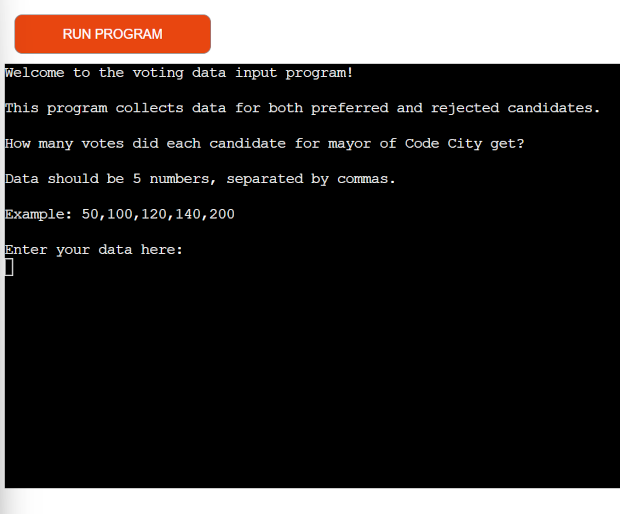 RUN PROGRAM
Welcome to the voting data input program!
This program collects data for both preferred and rejected candidates.
How many votes did each candidate for mayor of Code City get?
Data should be 5 numbers, separated by commas.
Example: 50,100,120,140,200
Enter your data here: